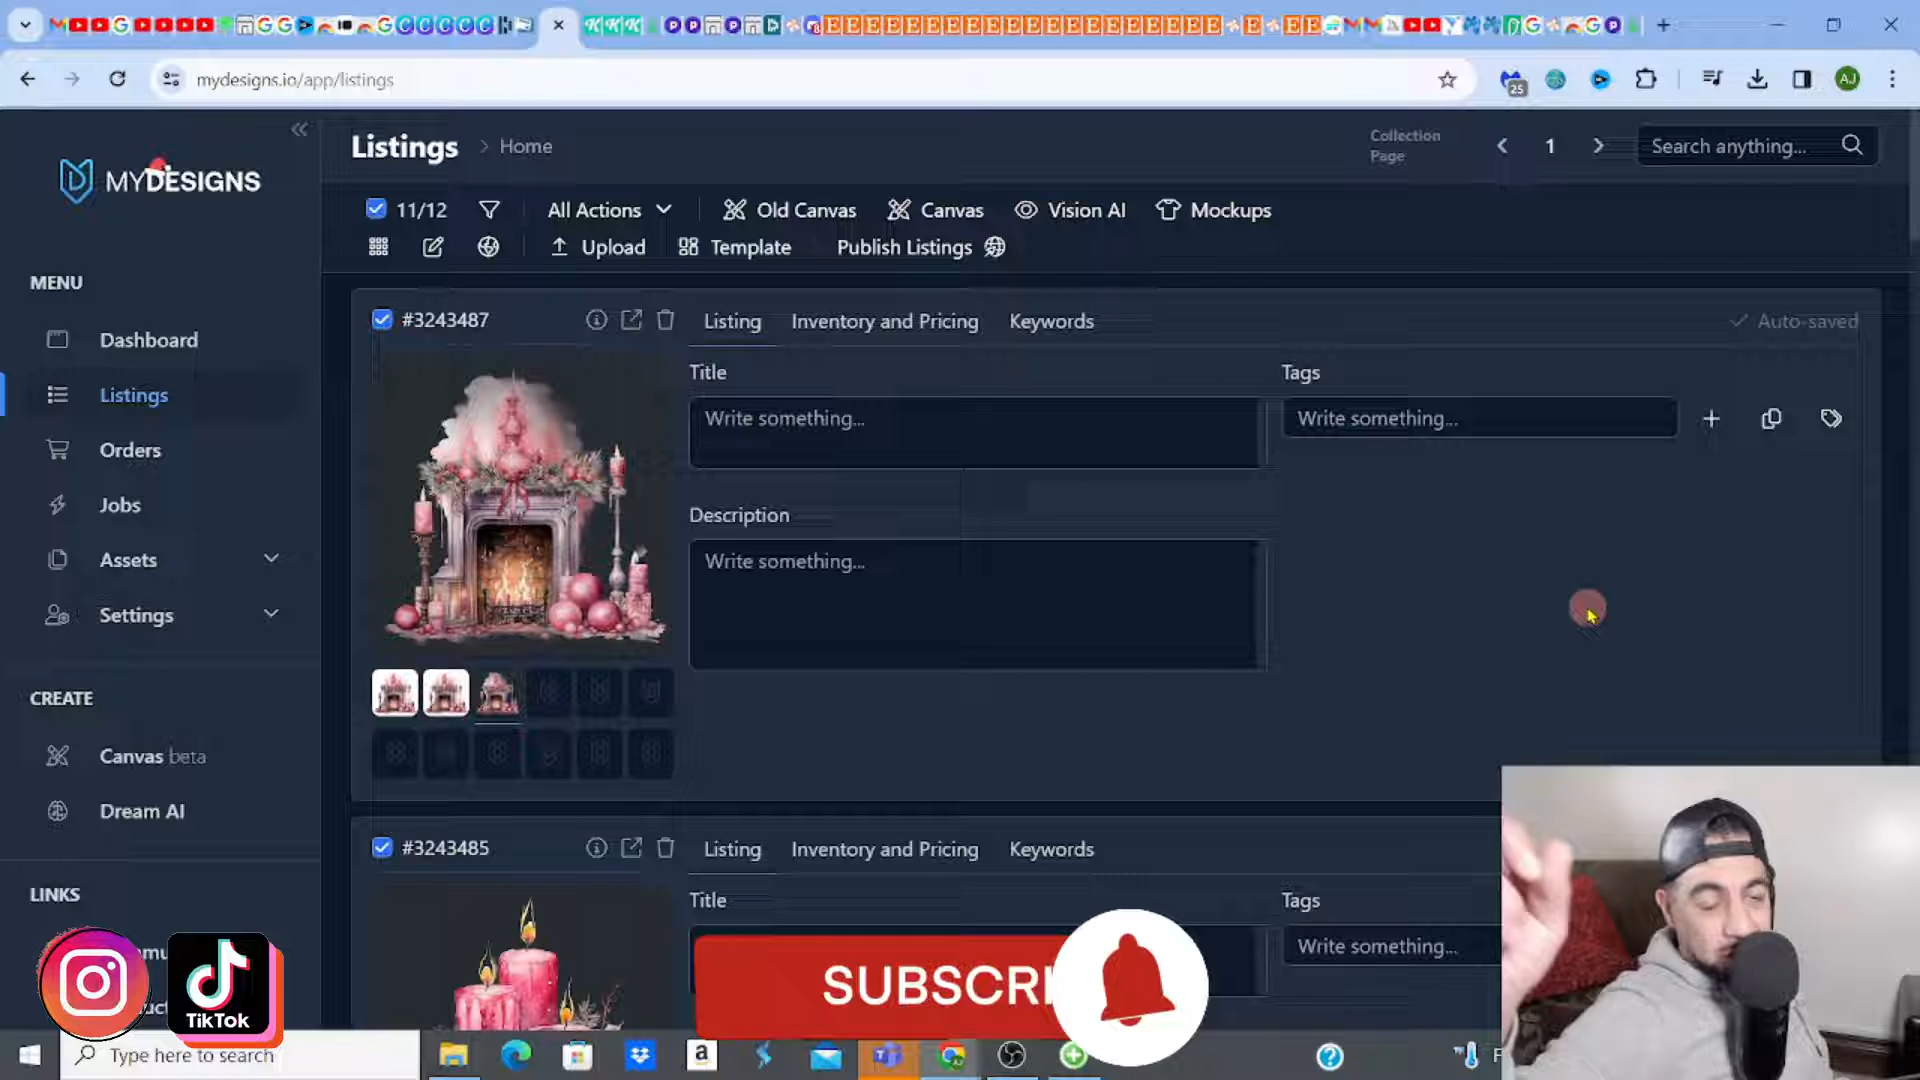 mydesigns.io/app/listings
25
AJ
MYDESIGNS
Listings > Home
Collection Page
1
Search anything...
11/12
All Actions
Old Canvas
Canvas
Vision AI
Mockups
Upload
Template
Publish Listings
MENU
Dashboard
Listings
Orders
Jobs
Assets
Settings
CREATE
Canvas beta
Dream AI
LINKS
#3243487
Listing
Inventory and Pricing
Keywords
Auto-saved
Title
Write something...
Tags
Write something...
Description
Write something...
#3243485
Listing
Inventory and Pricing
Keywords
Title
Tags
Write something...
SUBSCRI
TikTok
Type here to search